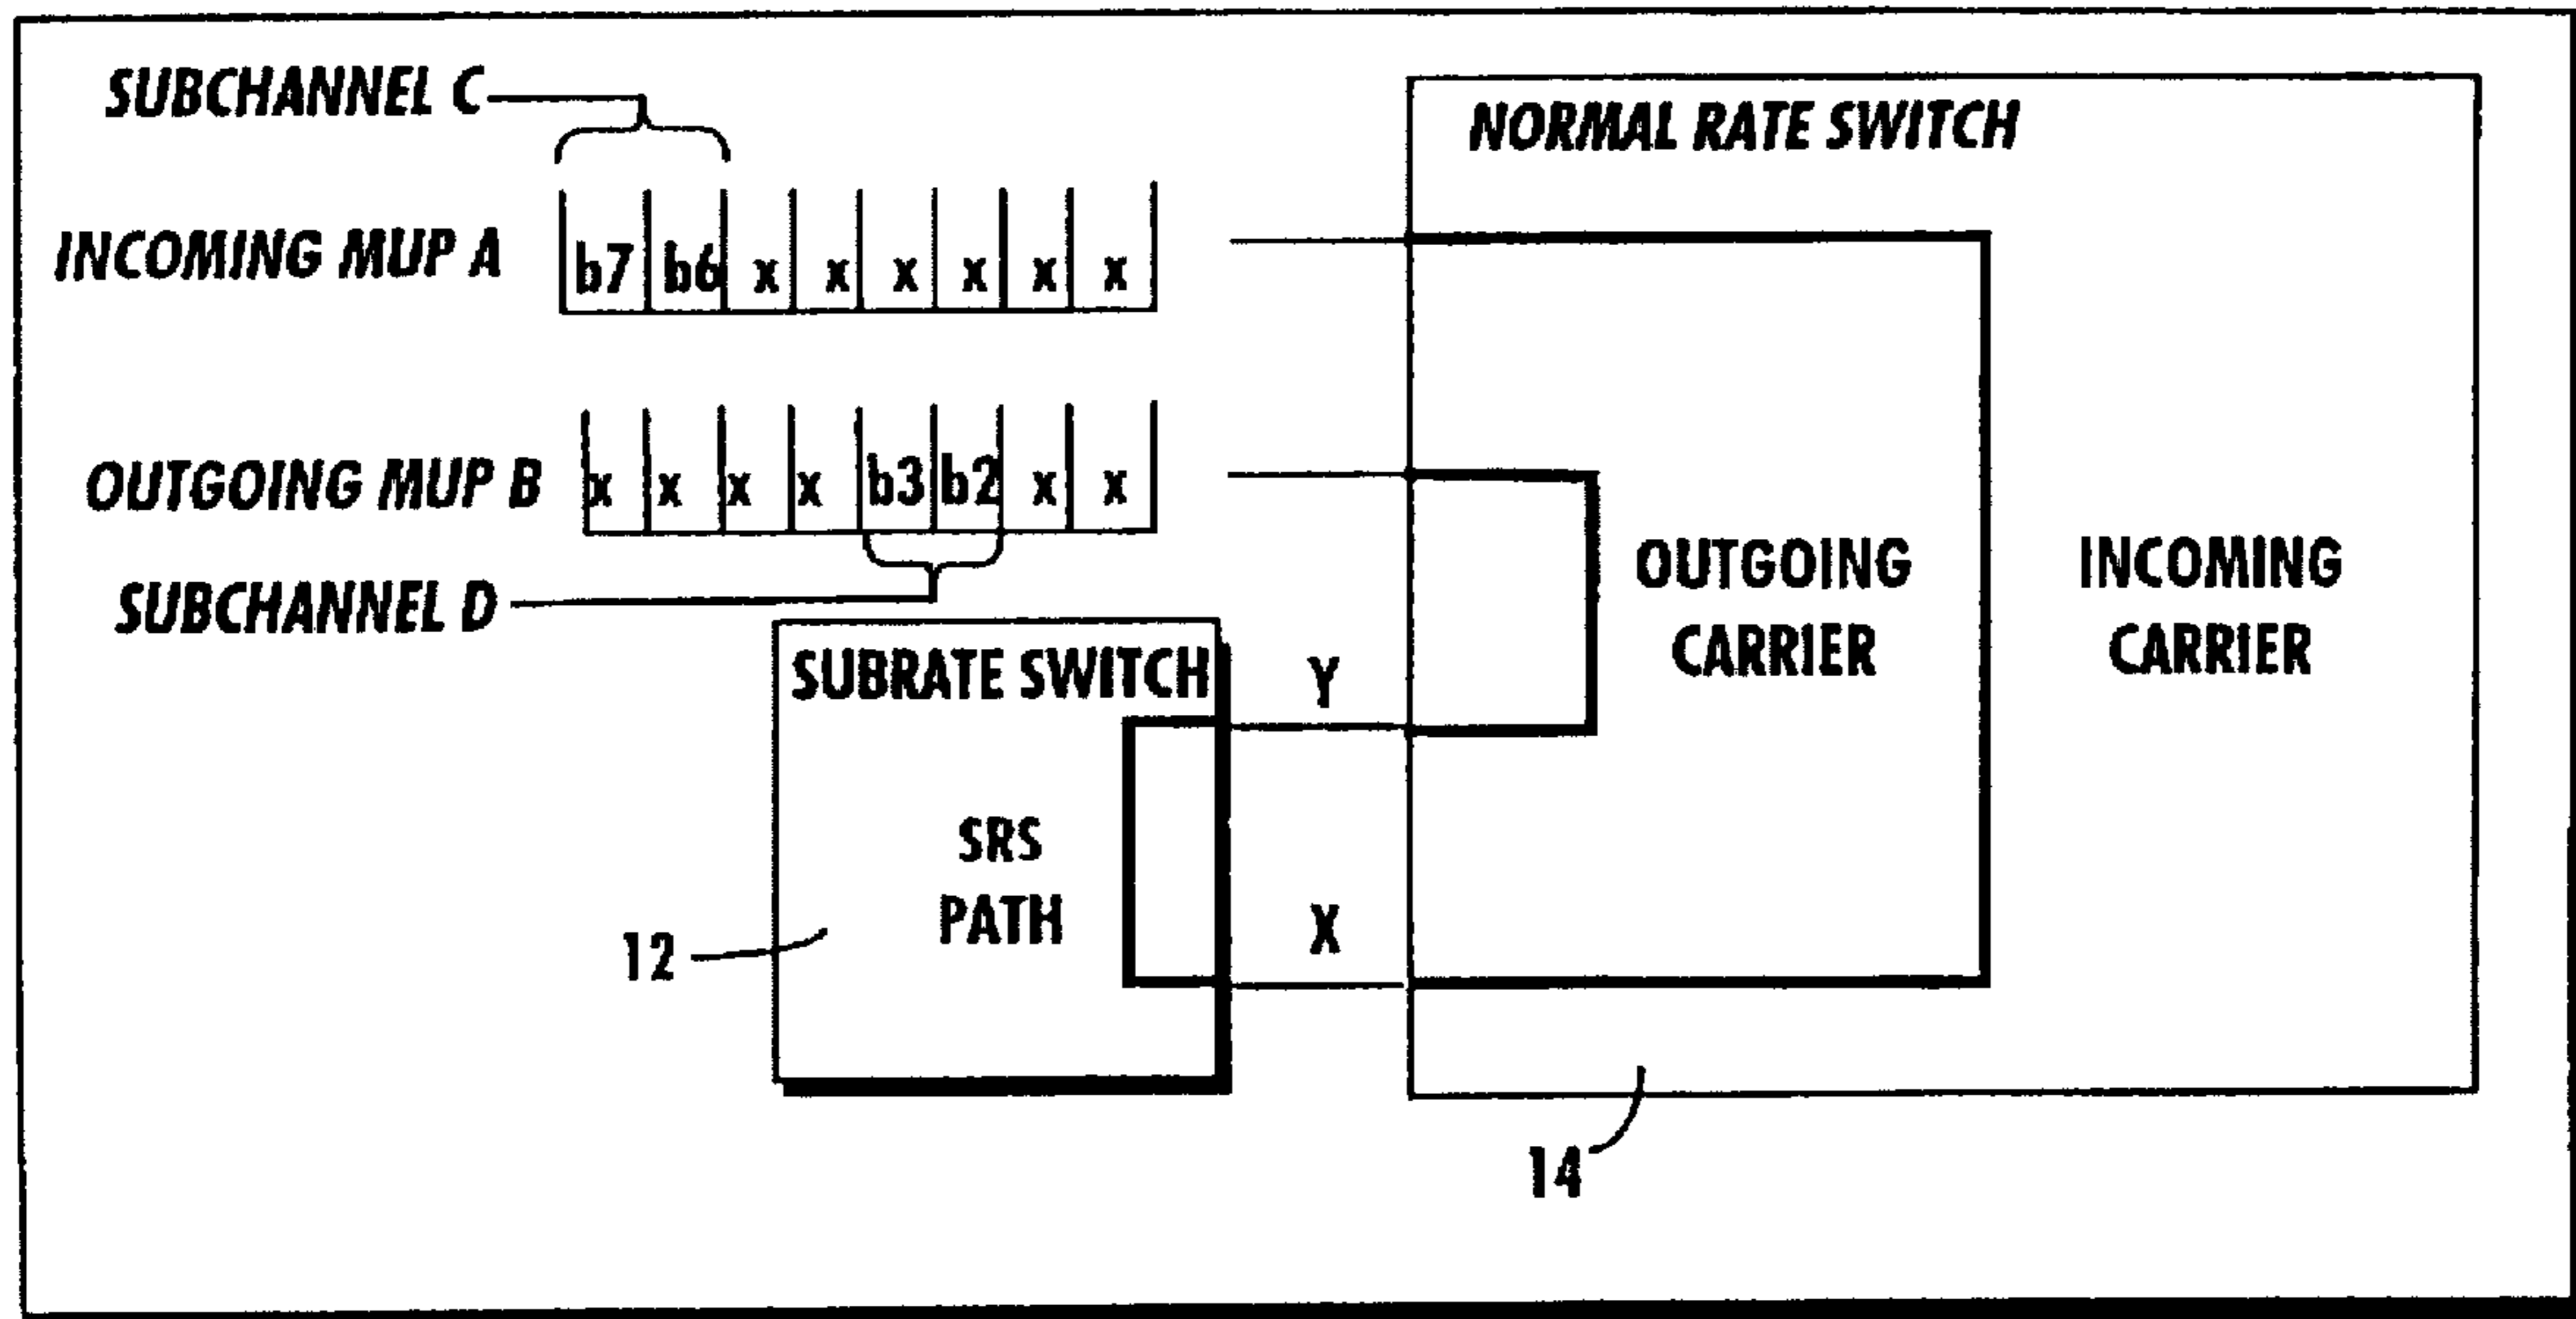 SUBCHANNEL C
NORMAL RATE SWITCH
INCOMING MUP A
b7 b6 x x x x x x
OUTGOING MUP B
x x x x b3 b2 x x
SUBCHANNEL D
OUTGOING
CARRIER
INCOMING
CARRIER
SUBRATE SWITCH
Y
SRS
PATH
X
12
14